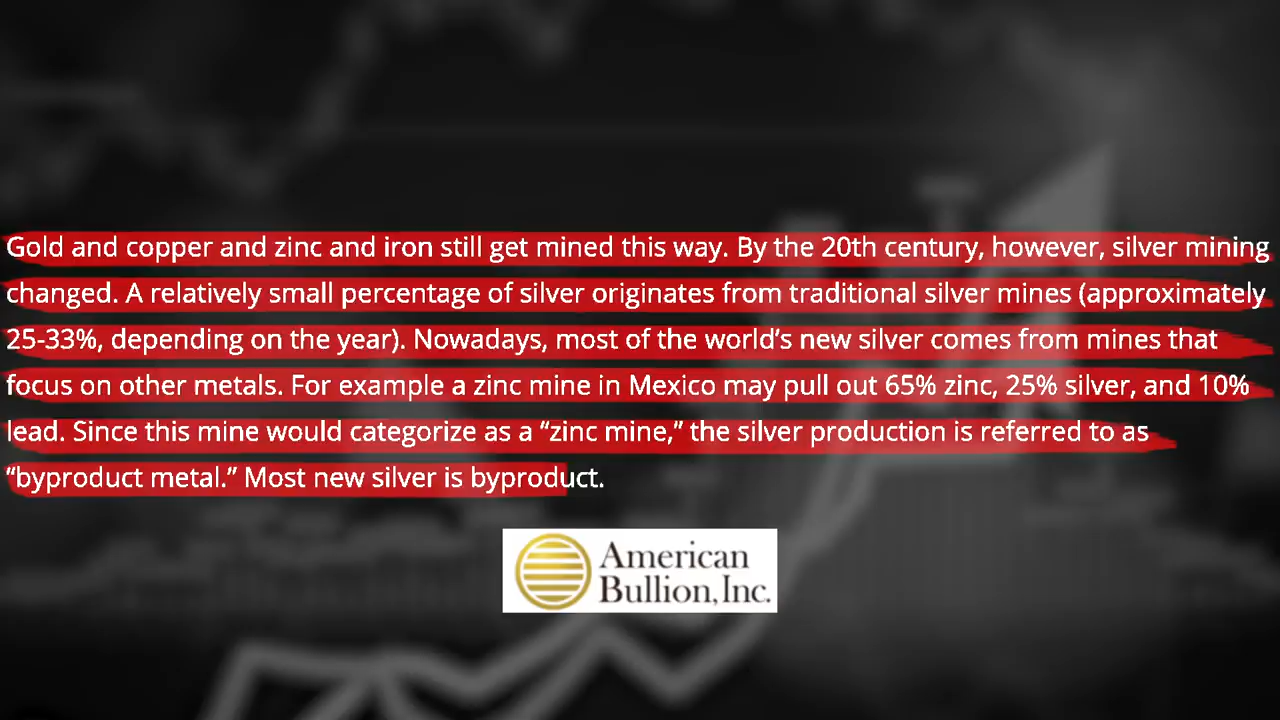 Gold and copper and zinc and iron still get mined this way. By the 20th century, however, silver mining
changed. A relatively small percentage of silver originates from traditional silver mines (approximately
25-33%, depending on the year). Nowadays, most of the world’s new silver comes from mines that
focus on other metals. For example a zinc mine in Mexico may pull out 65% zinc, 25% silver, and 10%
lead. Since this mine would categorize as a “zinc mine,” the silver production is referred to as
“byproduct metal.” Most new silver is byproduct.
American
Bullion, Inc.